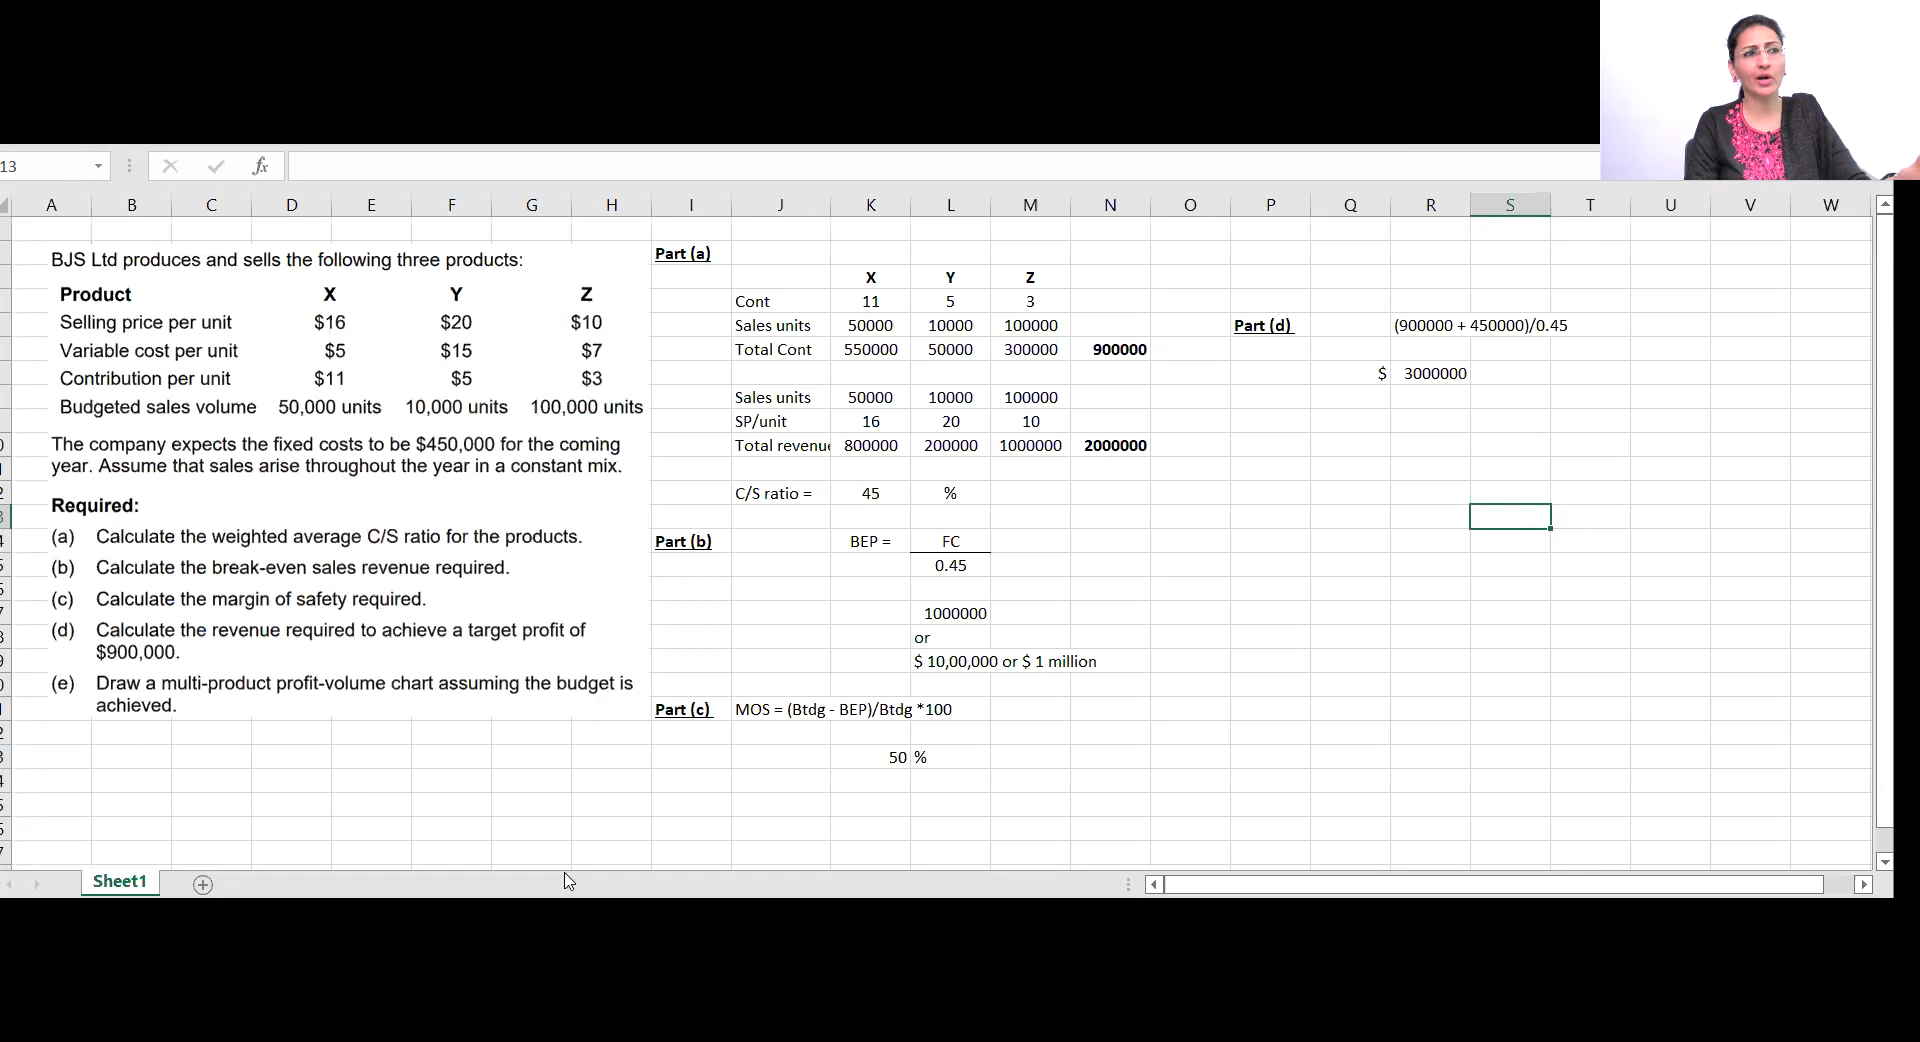 13
fx
A B C D E F G H I J K L M N O P Q R S T U V W
BJS Ltd produces and sells the following three products:
Product X Y Z
Selling price per unit $16 $20 $10
Variable cost per unit $5 $15 $7
Contribution per unit $11 $5 $3
Budgeted sales volume 50,000 units 10,000 units 100,000 units
The company expects the fixed costs to be $450,000 for the coming
year. Assume that sales arise throughout the year in a constant mix.
Required:
(a) Calculate the weighted average C/S ratio for the products.
(b) Calculate the break-even sales revenue required.
(c) Calculate the margin of safety required.
(d) Calculate the revenue required to achieve a target profit of
$900,000.
(e) Draw a multi-product profit-volume chart assuming the budget is
achieved.
Part (a)
X Y Z
Cont 11 5 3
Sales units 50000 10000 100000
Total Cont 550000 50000 300000 900000
Sales units 50000 10000 100000
SP/unit 16 20 10
Total revenu 800000 200000 1000000 2000000
C/S ratio = 45 %
Part (b) BEP = FC
0.45
1000000
or
$ 10,00,000 or $ 1 million
Part (c) MOS = (Btdg - BEP)/Btdg *100
50 %
Part (d) (900000 + 450000)/0.45
$ 3000000
Sheet1